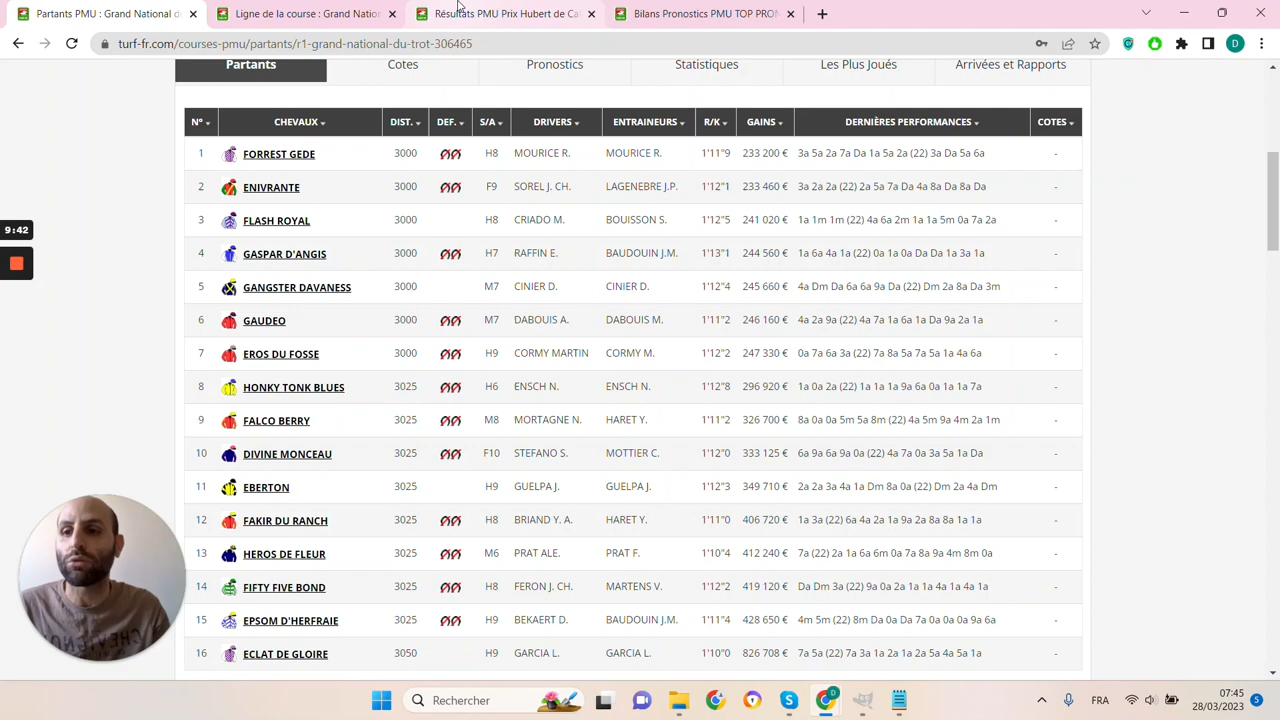 Partants PMU : Grand National d
Ligne de la course : Grand Natio
Résultats PMU Prix Hubert de Ca
Bilans Pronostics PMU TOP PRO
turf-fr.com/courses-pmu/partants/r1-grand-national-du-trot-306465
Partants Cotes Pronostics Statistiques Les Plus Joués Arrivées et Rapports
N° CHEVAUX DIST. DEF. S/A DRIVERS ENTRAINEURS R/K GAINS DERNIÈRES PERFORMANCES COTES
1 FORREST GEDE 3000 H8 MOURICE R. MOURICE R. 1'11"9 233 200 € 3a 5a 2a 7a Da 1a 5a 2a (22) 3a Da 5a 6a -
2 ENIVRANTE 3000 F9 SOREL J. CH. LAGENEBRE J.P. 1'12"1 233 460 € 3a 2a 2a (22) 2a 5a 7a Da 4a 8a Da 8a Da -
3 FLASH ROYAL 3000 H8 CRIADO M. BOUISSON S. 1'12"5 241 020 € 1a 1m 1m (22) 4a 6a 2m 1a 1a 5m 0a 7a 2a -
4 GASPAR D'ANGIS 3000 H7 RAFFIN E. BAUDOUIN J.M. 1'13"1 244 560 € 1a 6a 4a 1a (22) 0a 1a 0a Da Da 1a 3a 1a -
5 GANGSTER DAVANESS 3000 M7 CINIER D. CINIER D. 1'12"4 245 660 € 4a Dm Da 6a 6a 9a Da (22) Dm 2a 8a Da 3m -
6 GAUDEO 3000 M7 DABOUIS A. DABOUIS M. 1'11"2 246 160 € 4a 2a 9a (22) 4a 7a 1a 6a 1a Da 9a 2a 1a -
7 EROS DU FOSSE 3000 H9 CORMY MARTIN CORMY M. 1'12"2 247 330 € 0a 7a 6a 3a (22) 7a 8a 5a 7a 5a 1a 4a 6a -
8 HONKY TONK BLUES 3025 H6 ENSCH N. ENSCH N. 1'12"8 296 920 € 1a 0a 2a (22) 1a 1a 1a 9a 6a 8a 1a 1a 7a -
9 FALCO BERRY 3025 M8 MORTAGNE N. HARET Y. 1'11"2 326 700 € 8a 0a 0a 5m 5a 8m (22) 4a 5m 9a 4m 2a 1m -
10 DIVINE MONCEAU 3025 F10 STEFANO S. MOTTIER C. 1'12"0 333 125 € 6a 9a 6a 9a 0a (22) 4a 7a 0a 3a 5a 1a Da -
11 EBERTON 3025 H9 GUELPA J. GUELPA J. 1'12"3 349 710 € 2a 2a 3a 4a 1a Dm 8a 0a (22) Dm 2a 4a Dm -
12 FAKIR DU RANCH 3025 H8 BRIAND Y. A. HARET Y. 1'11"0 406 720 € 1a 3a (22) 6a 4a 2a 1a 9a 2a 8a 8a 1a 1a -
13 HEROS DE FLEUR 3025 M6 PRAT ALE. PRAT F. 1'10"4 412 240 € 7a (22) 2a 1a 6a 6m 0a 7a 8a 3a 4m 8m 0a -
14 FIFTY FIVE BOND 3025 H8 FERON J. CH. MARTENS V. 1'12"2 419 120 € Da Dm 3a (22) 9a 0a 2a 1a 1a 4a 1a 4a 1a -
15 EPSOM D'HERFRAIE 3025 H9 BEKAERT D. BAUDOUIN J.M. 1'11"4 428 650 € 4m 5m (22) 8m Da 0a Da 7a 0a 0a 0a 9a 6a -
16 ECLAT DE GLOIRE 3050 H9 GARCIA L. GARCIA L. 1'10"0 826 708 € 7a 5a (22) 7a 3a 1a 2a 1a 2a 3a 4a 5a 1a -
9:42
Rechercher
FRA
07:45
28/03/2023
5